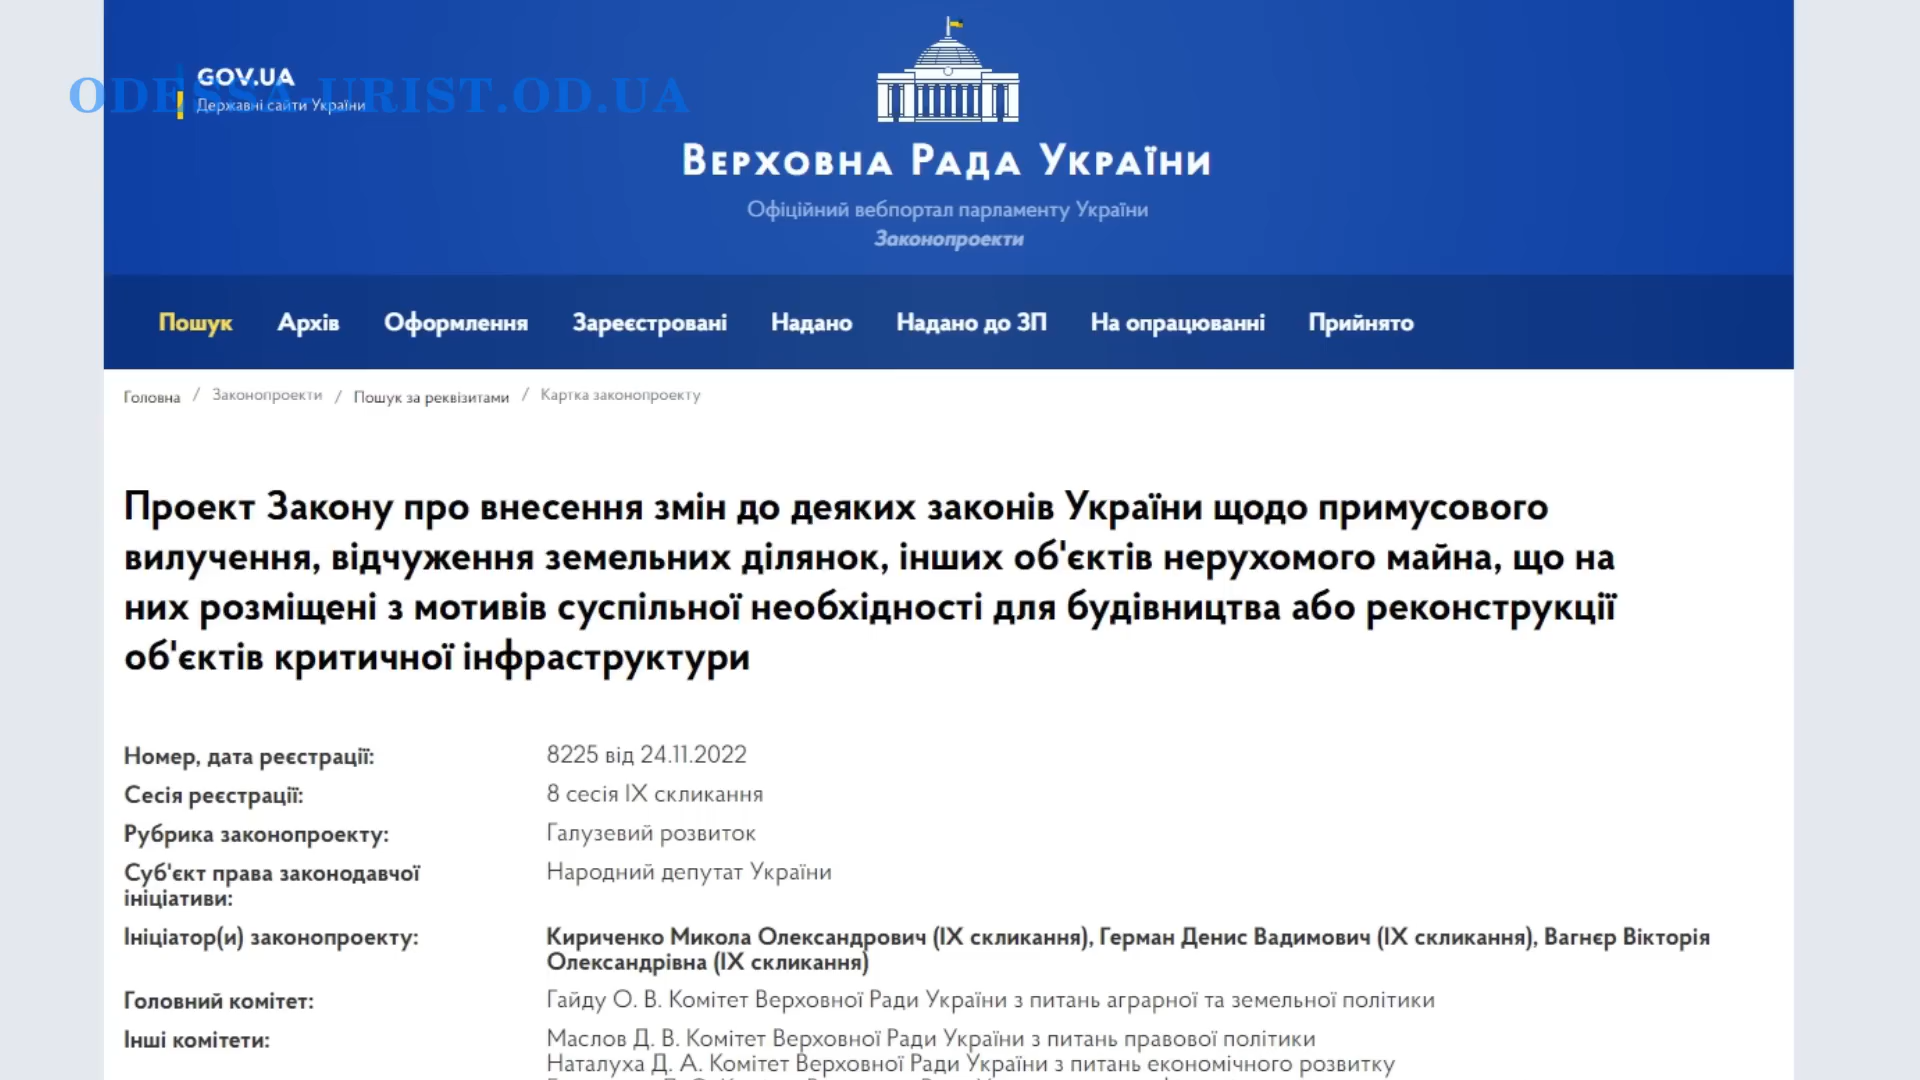 GOV.UA
Державні сайти України
ODESSA-URIST.OD.UA
Верховна Рада України
Офіційний вебпортал парламенту України
Законопроекти
Пошук Архів Оформлення Зареєстровані Надано Надано до ЗП На опрацюванні Прийнято
Головна / Законопроекти / Пошук за реквізитами / Картка законопроекту
Проект Закону про внесення змін до деяких законів України щодо примусового
вилучення, відчуження земельних ділянок, інших об'єктів нерухомого майна, що на
них розміщені з мотивів суспільної необхідності для будівництва або реконструкції
об'єктів критичної інфраструктури
Номер, дата реєстрації: 8225 від 24.11.2022
Сесія реєстрації: 8 сесія IX скликання
Рубрика законопроекту: Галузевий розвиток
Суб'єкт права законодавчої Народний депутат України
ініціативи:
Ініціатор(и) законопроекту: Кириченко Микола Олександрович (IX скликання), Герман Денис Вадимович (IX скликання), Вагнєр Вікторія
Олександрівна (IX скликання)
Головний комітет: Гайду О. В. Комітет Верховної Ради України з питань аграрної та земельної політики
Інші комітети: Маслов Д. В. Комітет Верховної Ради України з питань правової політики
Наталуха Д. А. Комітет Верховної Ради України з питань економічного розвитку